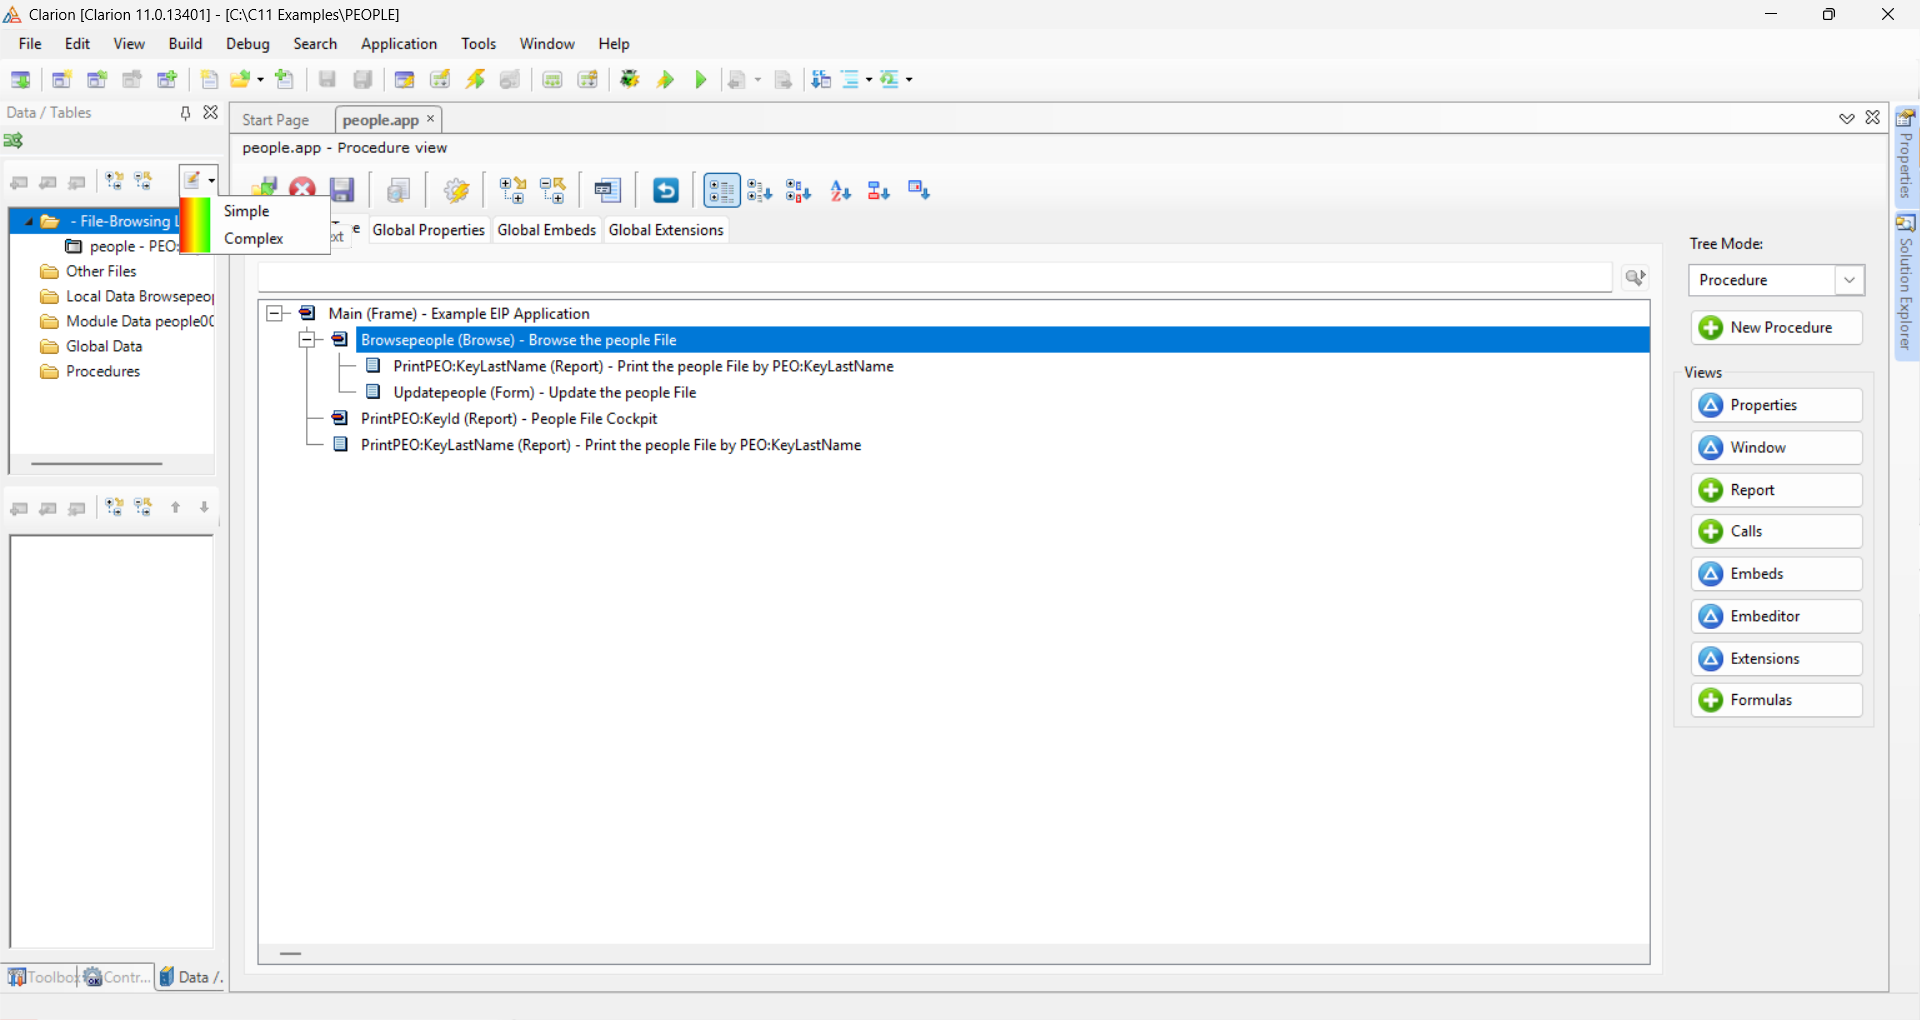 Clarion [Clarion 11.0.13401] - [C:\C11 Examples\PEOPLE]
File Edit View Build Debug Search Application Tools Window Help
Data / Tables
Start Page
people.app
people.app - Procedure view
Simple
Complex
- File-Browsing
people - PEO:
Other Files
Local Data Browsepeop
Module Data people00
Global Data
Procedures
Global Properties
Global Embeds
Global Extensions
Main (Frame) - Example EIP Application
Browsepeople (Browse) - Browse the people File
PrintPEO:KeyLastName (Report) - Print the people File by PEO:KeyLastName
Updatepeople (Form) - Update the people File
PrintPEO:KeyId (Report) - People File Cockpit
PrintPEO:KeyLastName (Report) - Print the people File by PEO:KeyLastName
Tree Mode:
Procedure
New Procedure
Views
Properties
Window
Report
Calls
Embeds
Embeditor
Extensions
Formulas
Properties
Solution Explorer
Toolbox
Contr...
Data /.